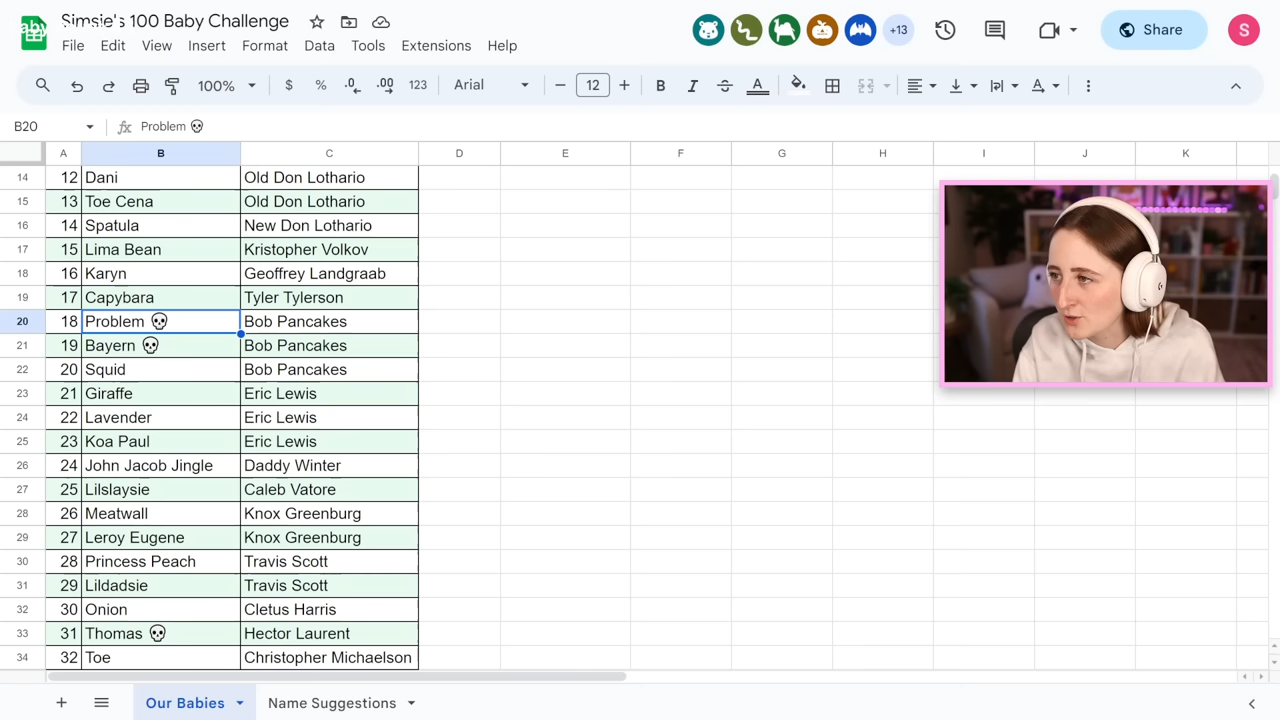 Simsie's 100 Baby Challenge
File Edit View Insert Format Data Tools Extensions Help
+13
Share
S
100% $ % .0 .00 123 Arial 12 B I A
B20 fx Problem 💀
A B C D E F G H I J K
14 12 Dani Old Don Lothario
15 13 Toe Cena Old Don Lothario
16 14 Spatula New Don Lothario
17 15 Lima Bean Kristopher Volkov
18 16 Karyn Geoffrey Landgraab
19 17 Capybara Tyler Tylerson
20 18 Problem 💀 Bob Pancakes
21 19 Bayern 💀 Bob Pancakes
22 20 Squid Bob Pancakes
23 21 Giraffe Eric Lewis
24 22 Lavender Eric Lewis
25 23 Koa Paul Eric Lewis
26 24 John Jacob Jingle Daddy Winter
27 25 Lilslaysie Caleb Vatore
28 26 Meatwall Knox Greenburg
29 27 Leroy Eugene Knox Greenburg
30 28 Princess Peach Travis Scott
31 29 Lildadsie Travis Scott
32 30 Onion Cletus Harris
33 31 Thomas 💀 Hector Laurent
34 32 Toe Christopher Michaelson
Our Babies Name Suggestions